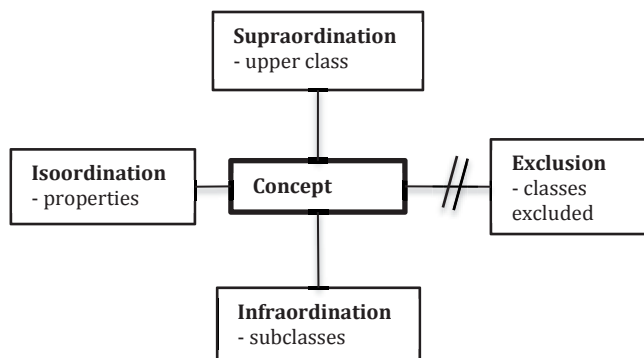 Supraordination
- upper class
Isoordination
- properties
Concept
Exclusion
- classes
excluded
Infraordination
- subclasses